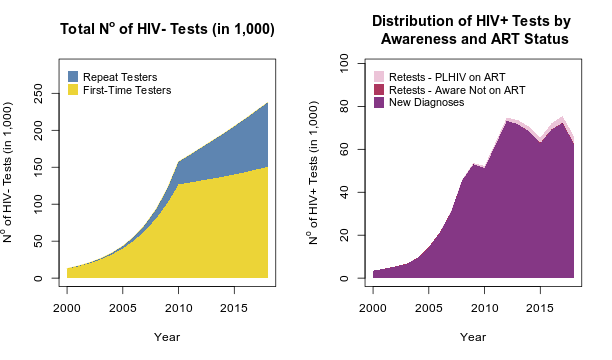 Total Nº of HIV- Tests (in 1,000)
Repeat Testers
First-Time Testers
Nº of HIV- Tests (in 1,000)
0
50
100
150
200
250
2000
2005
2010
2015
Year
Distribution of HIV+ Tests by
Awareness and ART Status
Retests - PLHIV on ART
Retests - Aware Not on ART
New Diagnoses
Nº of HIV+ Tests (in 1,000)
0
20
40
60
80
100
2000
2005
2010
2015
Year